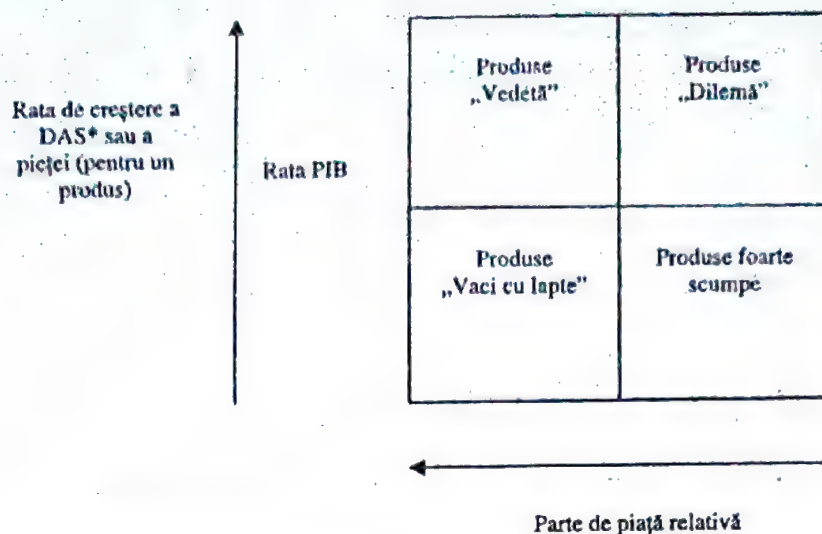 Produse
„Vedetă”
Produse
„Dilemă”
Rata de creştere a
DAS* sau a
pieţei (pentru un
produs)
Rata PIB
Produse
„Vaci cu lapte”
Produse foarte
scumpe
Parte de piaţă relativă